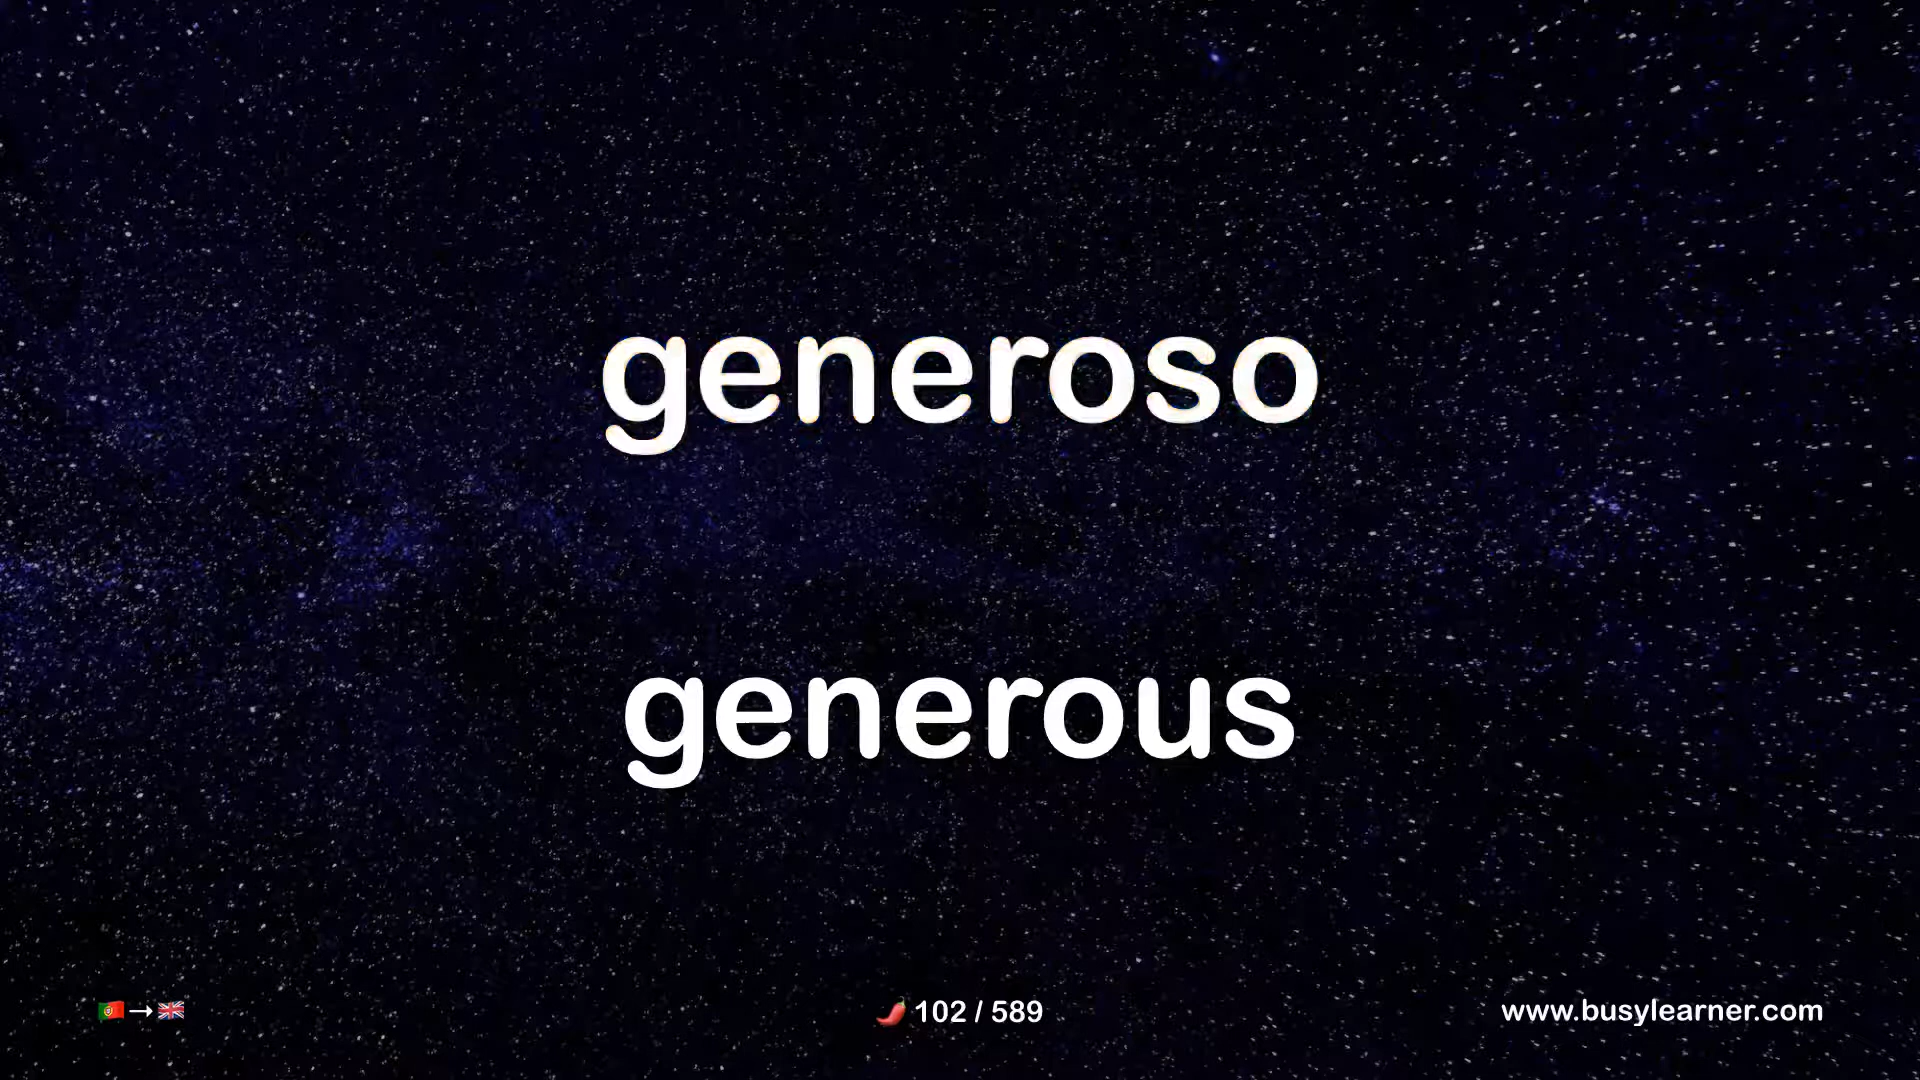 generoso
generous
🇵🇹→🇬🇧
🌶️ 102 / 589
www.busylearner.com